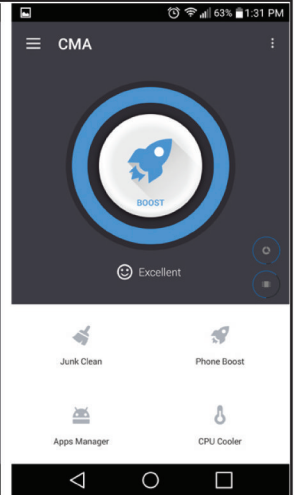 63% 1:31 PM
CMA
BOOST
Excellent
Junk Clean Phone Boost
Apps Manager CPU Cooler